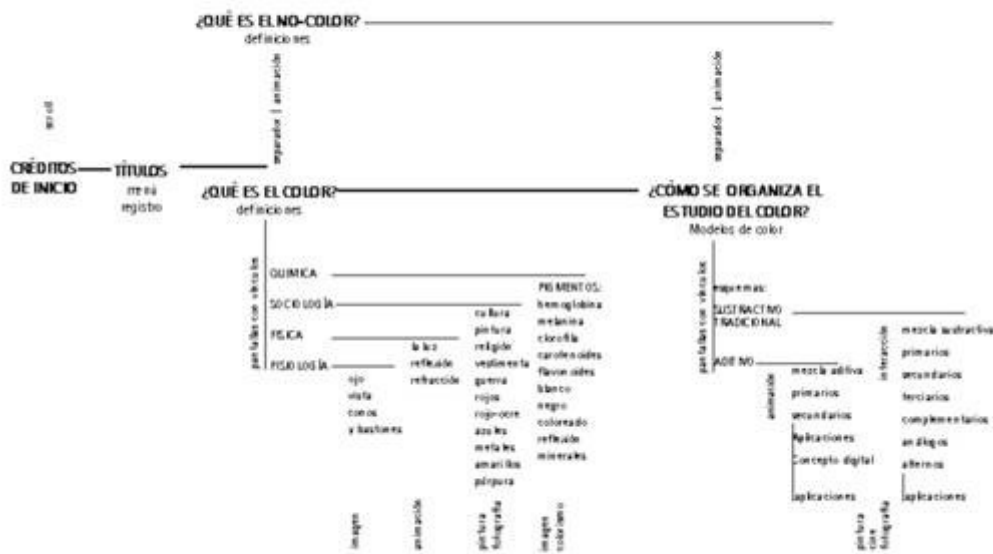 ¿QUÉ ES EL NO-COLOR?
definiciones
scroll
separador | animación
separador | animación
CRÉDITOS
DE INICIO
TÍTULOS
menú
registro
¿QUÉ ES EL COLOR?
definiciones
¿CÓMO SE ORGANIZA EL
ESTUDIO DEL COLOR?
Modelos de color
pantallas con vínculos
QUIMICA
SOCIOLOGÍA
FISICA
FISIOLOGÍA
ojo
vista
conos
y bastones
imagen
la luz
reflexión
refracción
animación
cultura
pintura
religión
vestimenta
guerra
rojos
rojo-ocre
azules
metales
amarillos
púrpura
pintura
fotografía
PIGMENTOS:
hemoglobina
melanina
clorofila
carotenoides
flavonoides
blanco
negro
coloreado
reflexión
minerales
imagen
colorismo
pantallas con vínculos
esquemas:
SUSTRACTIVO
TRADICIONAL
ADITIVO
animación
mezcla aditiva
primarios
secundarios
Aplicaciones
Concepto digital
aplicaciones
pintura
cine
fotografía
interacción
mezcla sustractiva
primarios
secundarios
terciarios
complementarios
análogos
alternos
aplicaciones